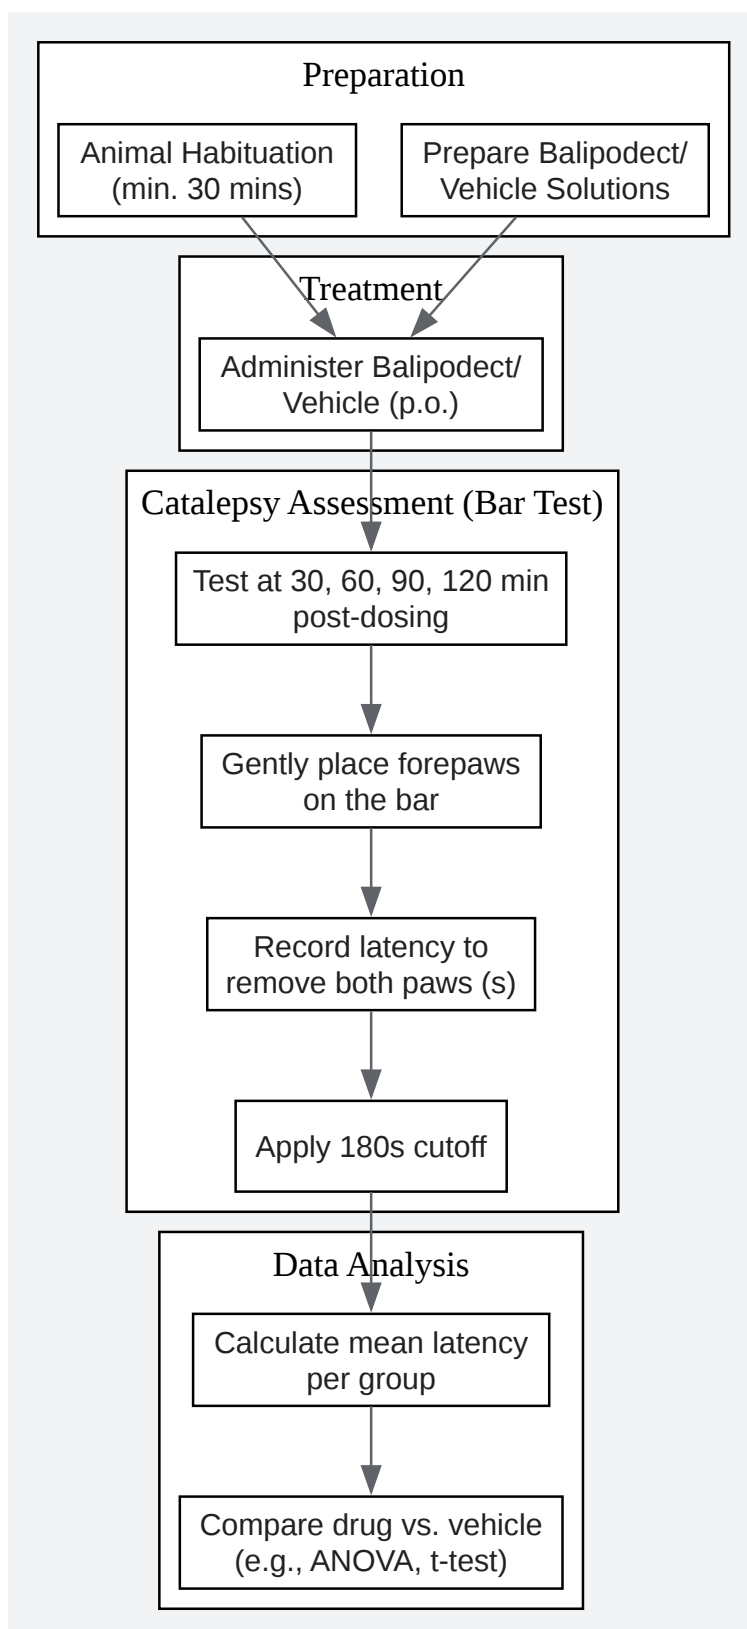 Preparation
Animal Habituation
(min. 30 mins)
Prepare Balipodect/
Vehicle Solutions
Treatment
Administer Balipodect/
Vehicle (p.o.)
Catalepsy Assessment (Bar Test)
Test at 30, 60, 90, 120 min
post-dosing
Gently place forepaws
on the bar
Record latency to
remove both paws (s)
Apply 180s cutoff
Data Analysis
Calculate mean latency
per group
Compare drug vs. vehicle
(e.g., ANOVA, t-test)